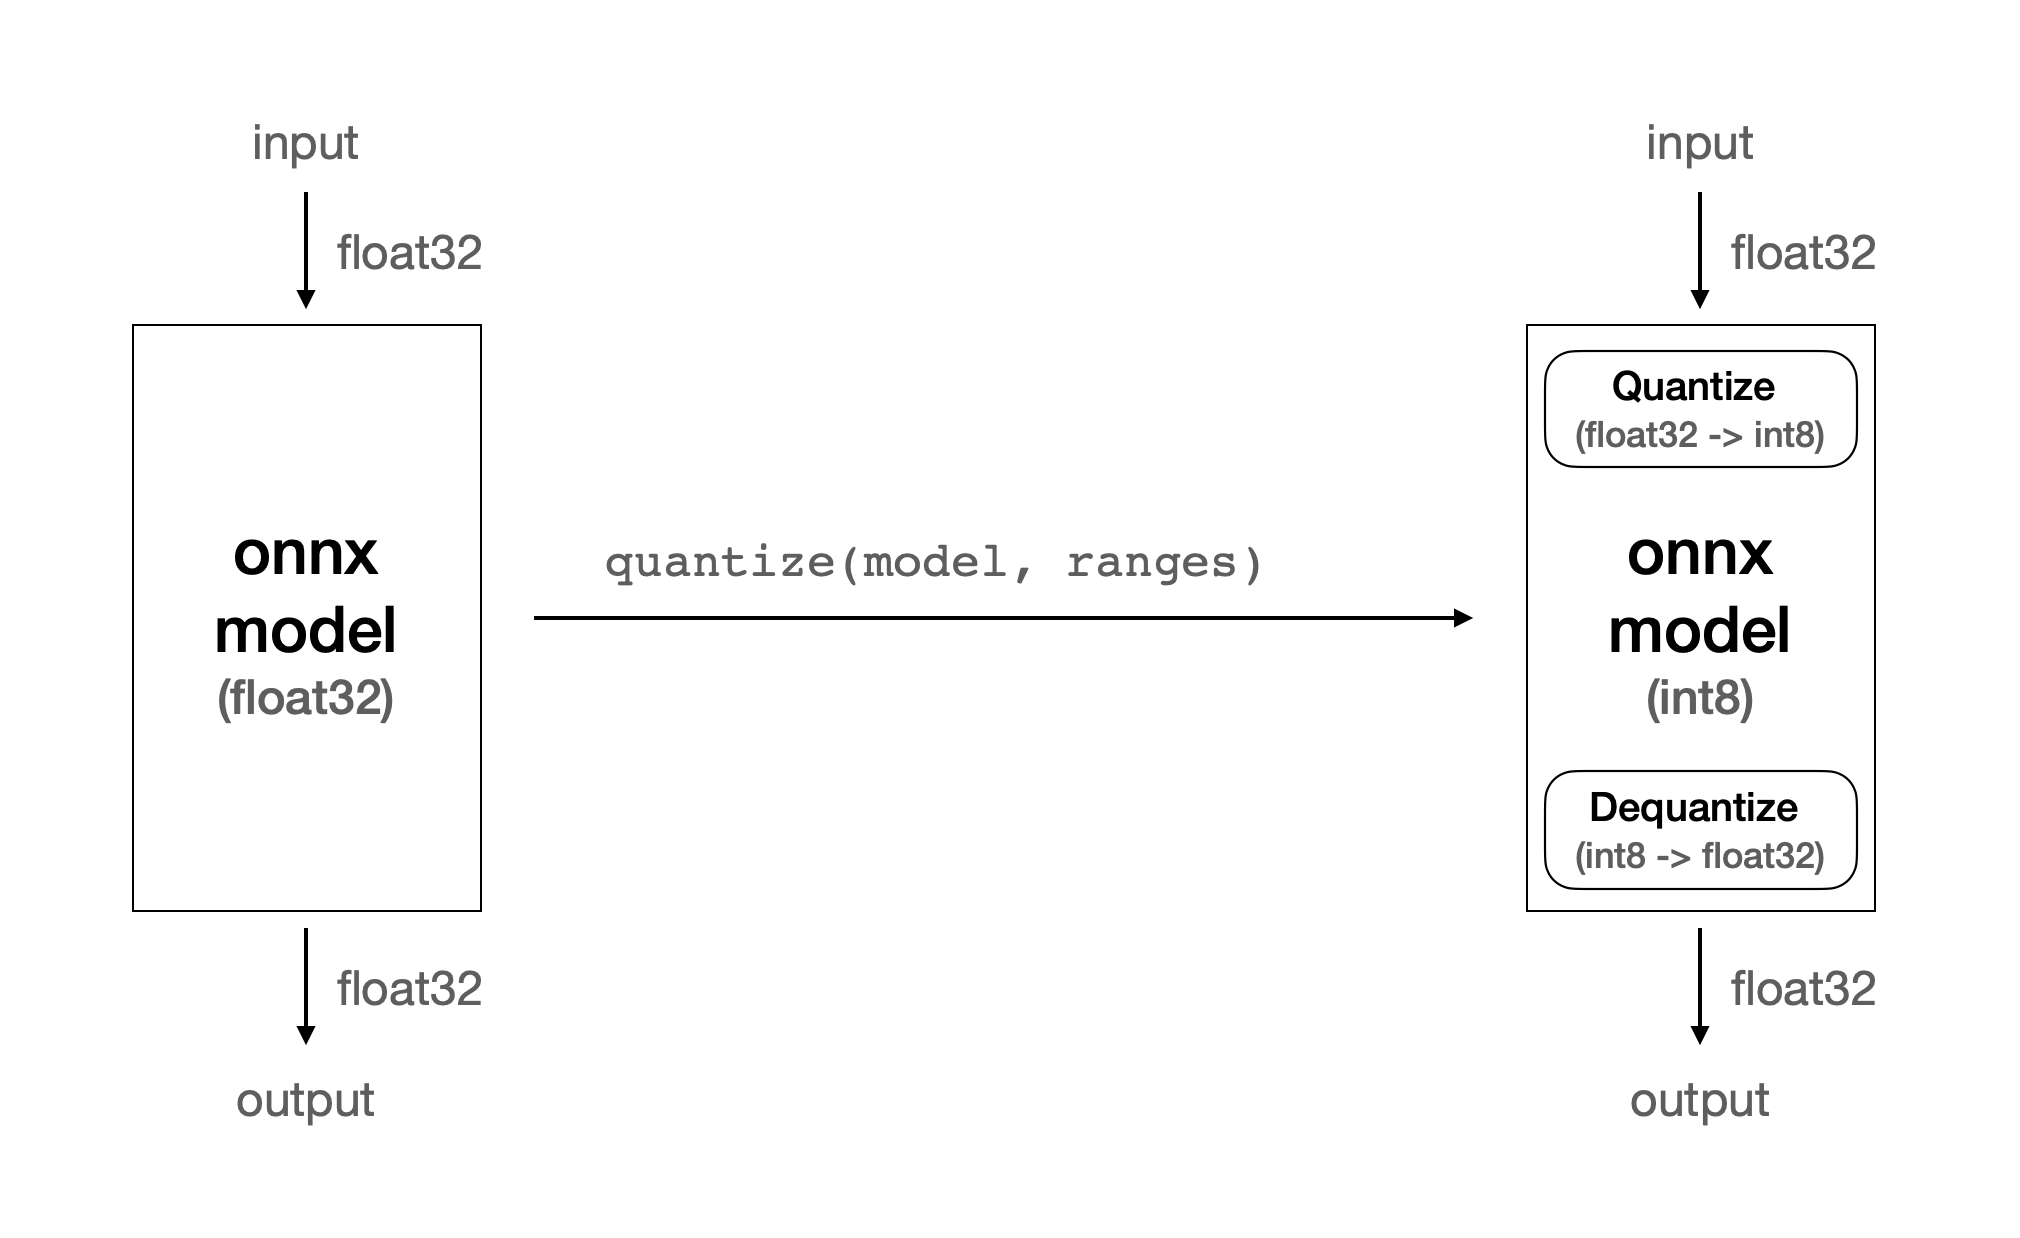 input
float32
onnx
model
(float32)
float32
output
quantize(model, ranges)
input
float32
Quantize
(float32 -> int8)
onnx
model
(int8)
Dequantize
(int8 -> float32)
float32
output